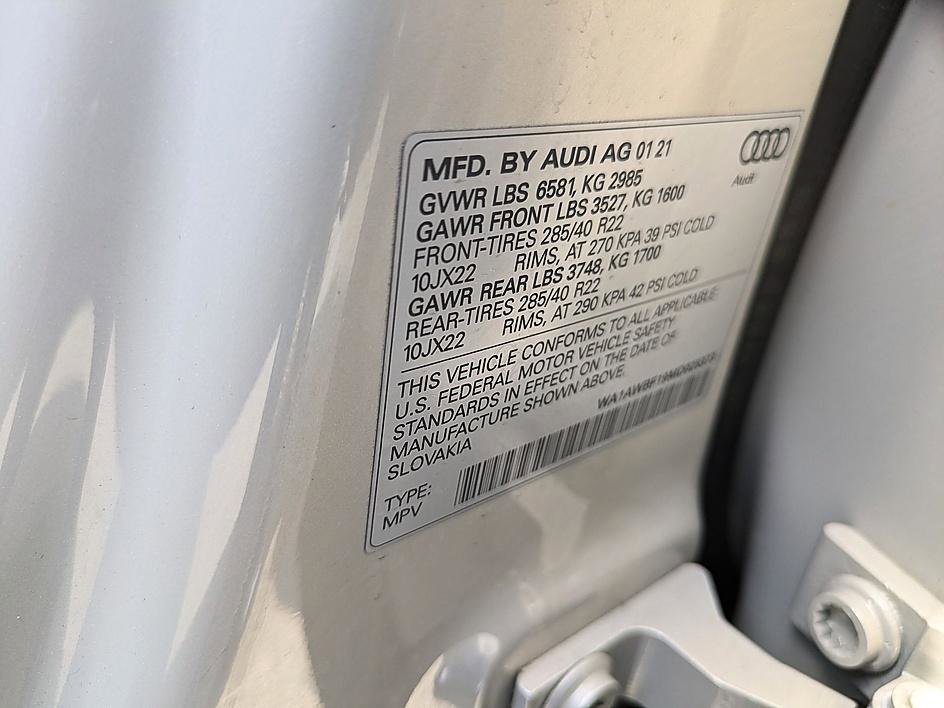 MFD. BY AUDI AG 01 21
Audi
GVWR LBS 6581, KG 2985
GAWR FRONT LBS 3527, KG 1600
FRONT-TIRES 285/40 R22
10JX22 RIMS, AT 270 KPA 39 PSI COLD
GAWR REAR LBS 3748, KG 1700
REAR-TIRES 285/40 R22
10JX22 RIMS, AT 290 KPA 42 PSI COLD
THIS VEHICLE CONFORMS TO ALL APPLICABLE
U.S. FEDERAL MOTOR VEHICLE SAFETY
STANDARDS IN EFFECT ON THE DATE OF
MANUFACTURE SHOWN ABOVE.
SLOVAKIA
TYPE:
MPV